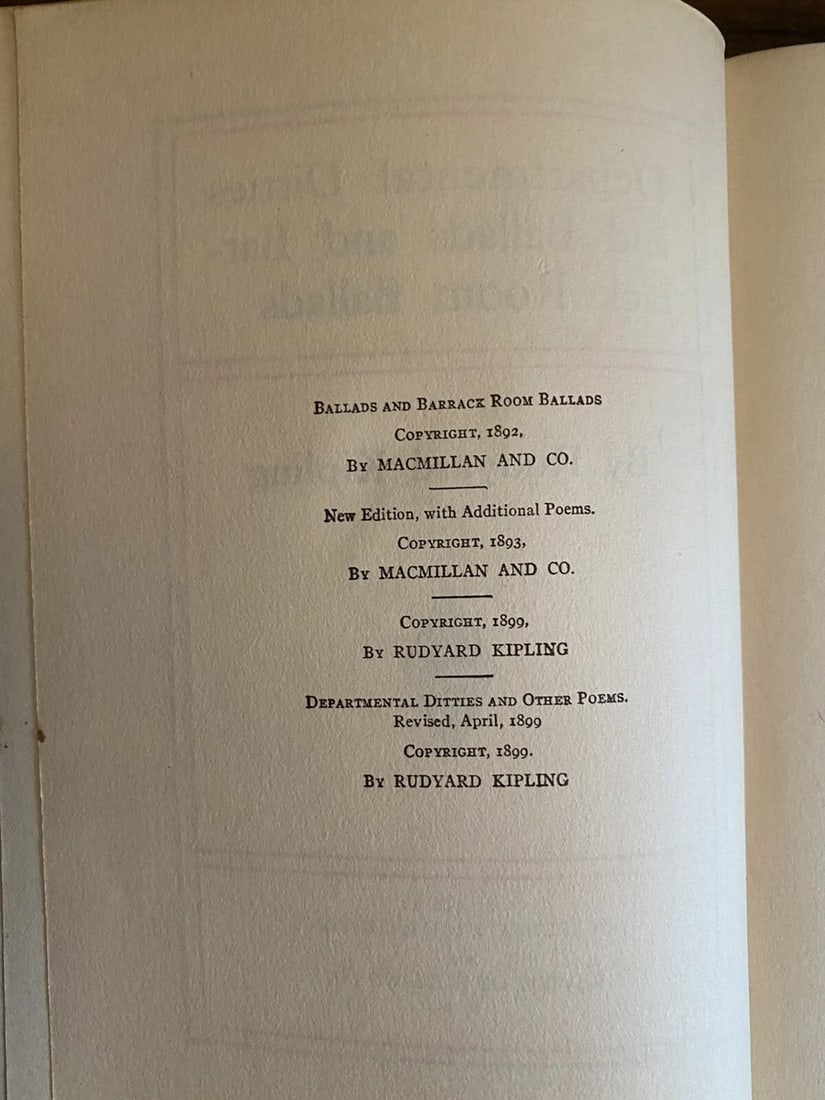 Ballads and Barrack Room Ballads
Copyright, 1892,
By MACMILLAN AND CO.
New Edition, with Additional Poems.
Copyright, 1893,
By MACMILLAN AND CO.
Copyright, 1899,
By RUDYARD KIPLING
Departmental Ditties and Other Poems.
Revised, April, 1899
Copyright, 1899.
By RUDYARD KIPLING